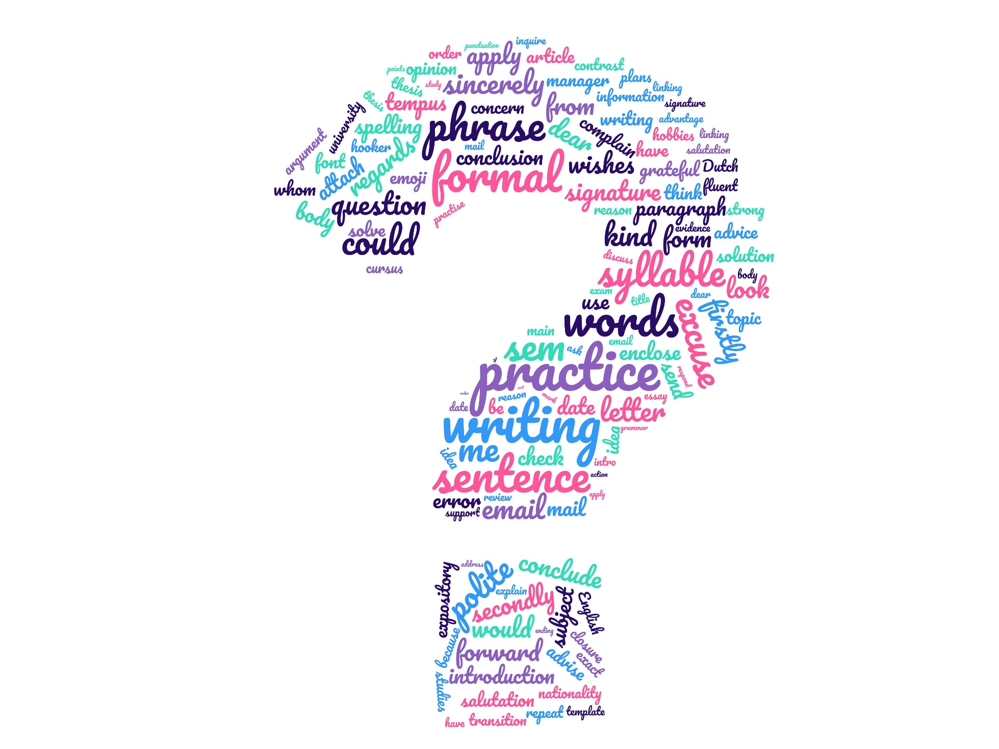 inquire
punctuation
order
apply
article
contrast
points
opinion
sincerely
manager
plans
linking
thesis
study
information
signature
thesis
tempus
concern
from
university
phrase
writing
advantage
spelling
dear
complain
hobbies
linking
argument
hooker
regards
mail
have
salutation
font
attach
conclusion
wishes
grateful
Dutch
emoji
formal
whom
signature
think
fluent
body
question
practise
reason
paragraph
strong
solve
kind
form
evidence
advice
could
discuss
syllable
solution
cursus
body
look
exam
title
dear
use
words
excuse
firstly
topic
main
email
sem
ask
enclose
idea
practice
send
respond
order
next
date
be
reason
mark
date
letter
essay
writing
idea
grammar
idea
me
check
intro
sentence
action
error
review
apply
support
email
mail
expository
address
polite
conclude
explain
secondly
subject
English
would
ending
because
closure
forward
advise
exact
studies
introduction
salutation
nationality
repeat
template
have
transition